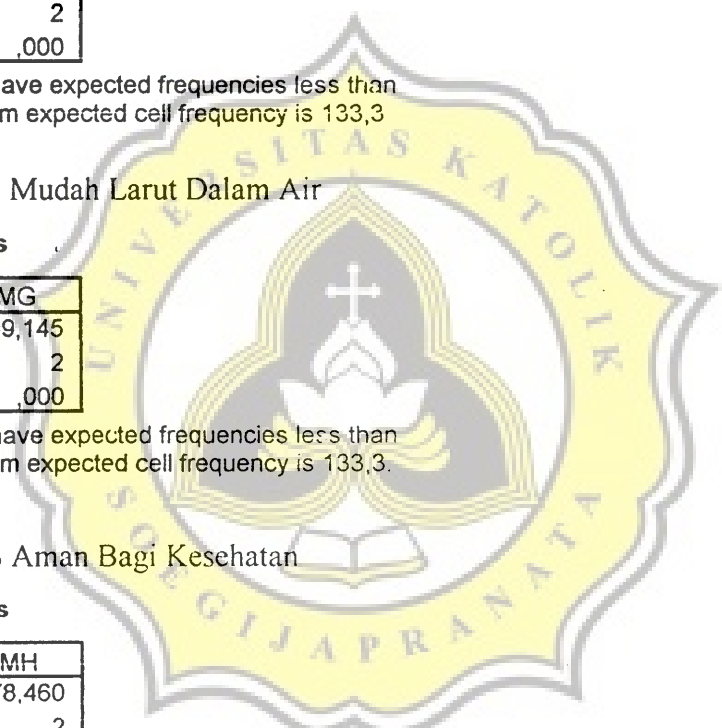 2
,000
ave expected frequencies less than
m expected cell frequency is 133,3
Mudah Larut Dalam Air
s
MG
9,145
2
,000
have expected frequencies less than
m expected cell frequency is 133,3.
Aman Bagi Kesehatan
s
MH
78,460
2
UNIVERSITAS KATOLIK
SOEGIJAPRANATA